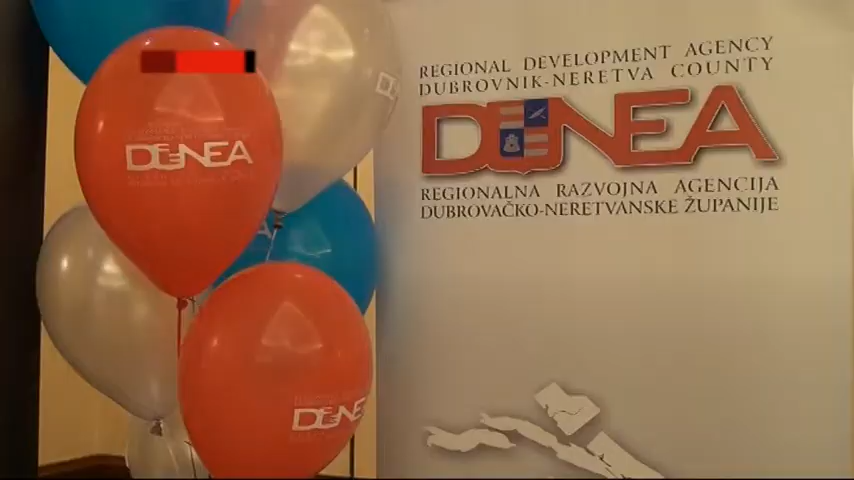 REGIONAL DEVELOPMENT AGENCY
DUBROVNIK-NERETVA COUNTY
DUNEA
REGIONALNA RAZVOJNA AGENCIJA
DUBROVAČKO-NERETVANSKE ŽUPANIJE
DUNEA
DUNEA